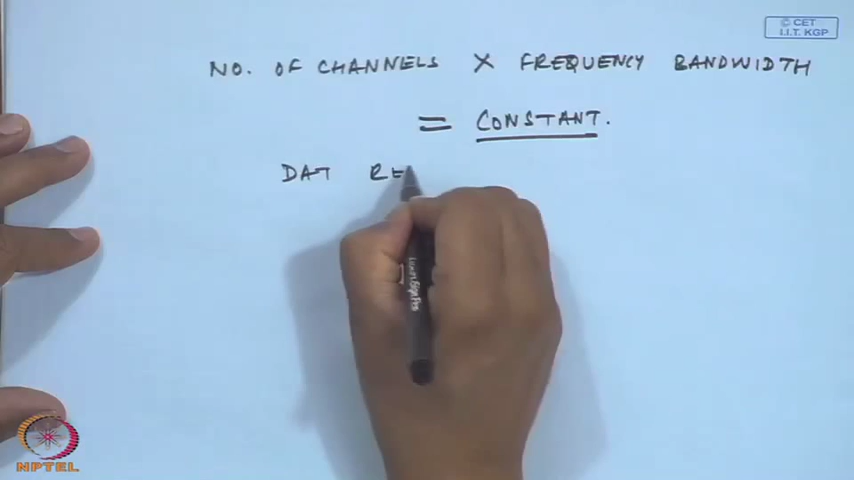 © CET
I.I.T. KGP
NO. OF CHANNELS X FREQUENCY BANDWIDTH
= CONSTANT.
DAT RE
NPTEL